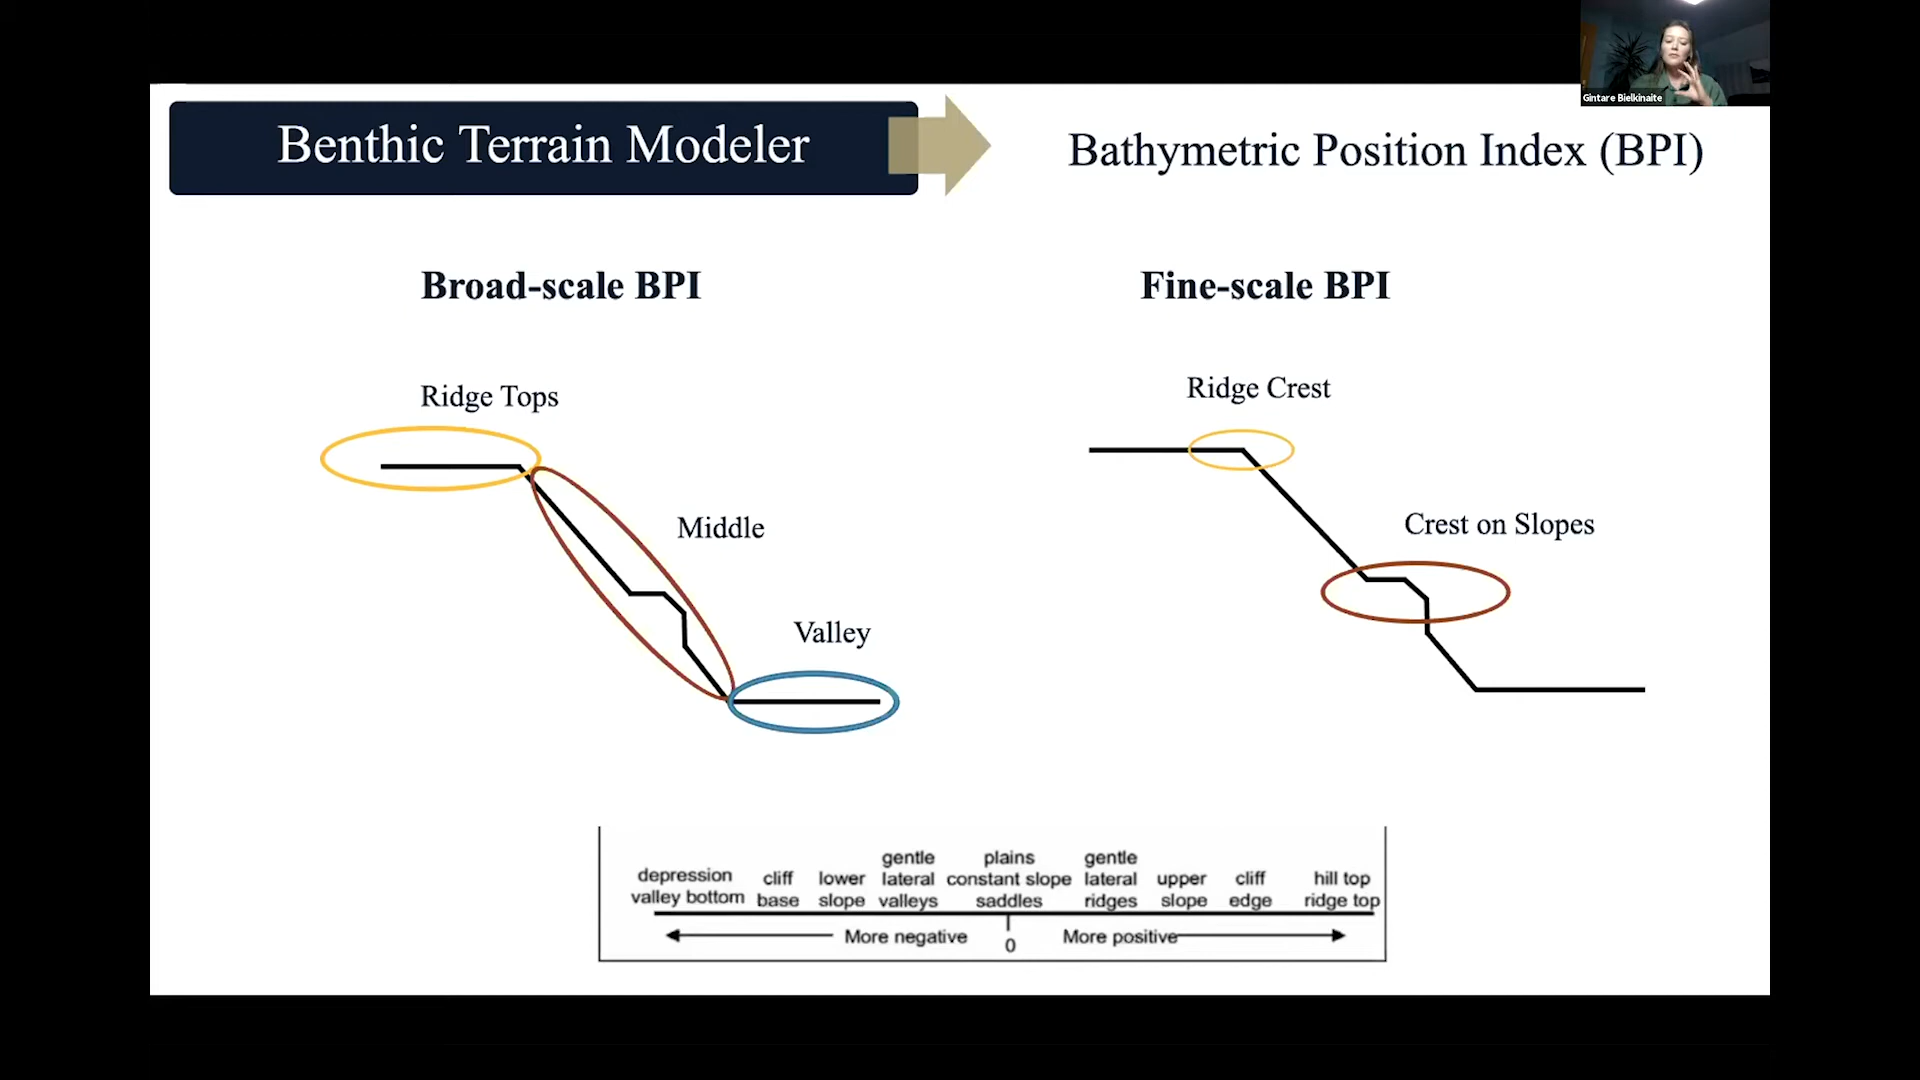 Gintare Bielkinaite
Benthic Terrain Modeler
Bathymetric Position Index (BPI)
Broad-scale BPI
Fine-scale BPI
Ridge Tops
Ridge Crest
Middle
Crest on Slopes
Valley
depression
valley bottom
cliff
base
lower
slope
gentle
lateral
valleys
plains
constant slope
saddles
gentle
lateral
ridges
upper
slope
cliff
edge
hill top
ridge top
More negative
0
More positive